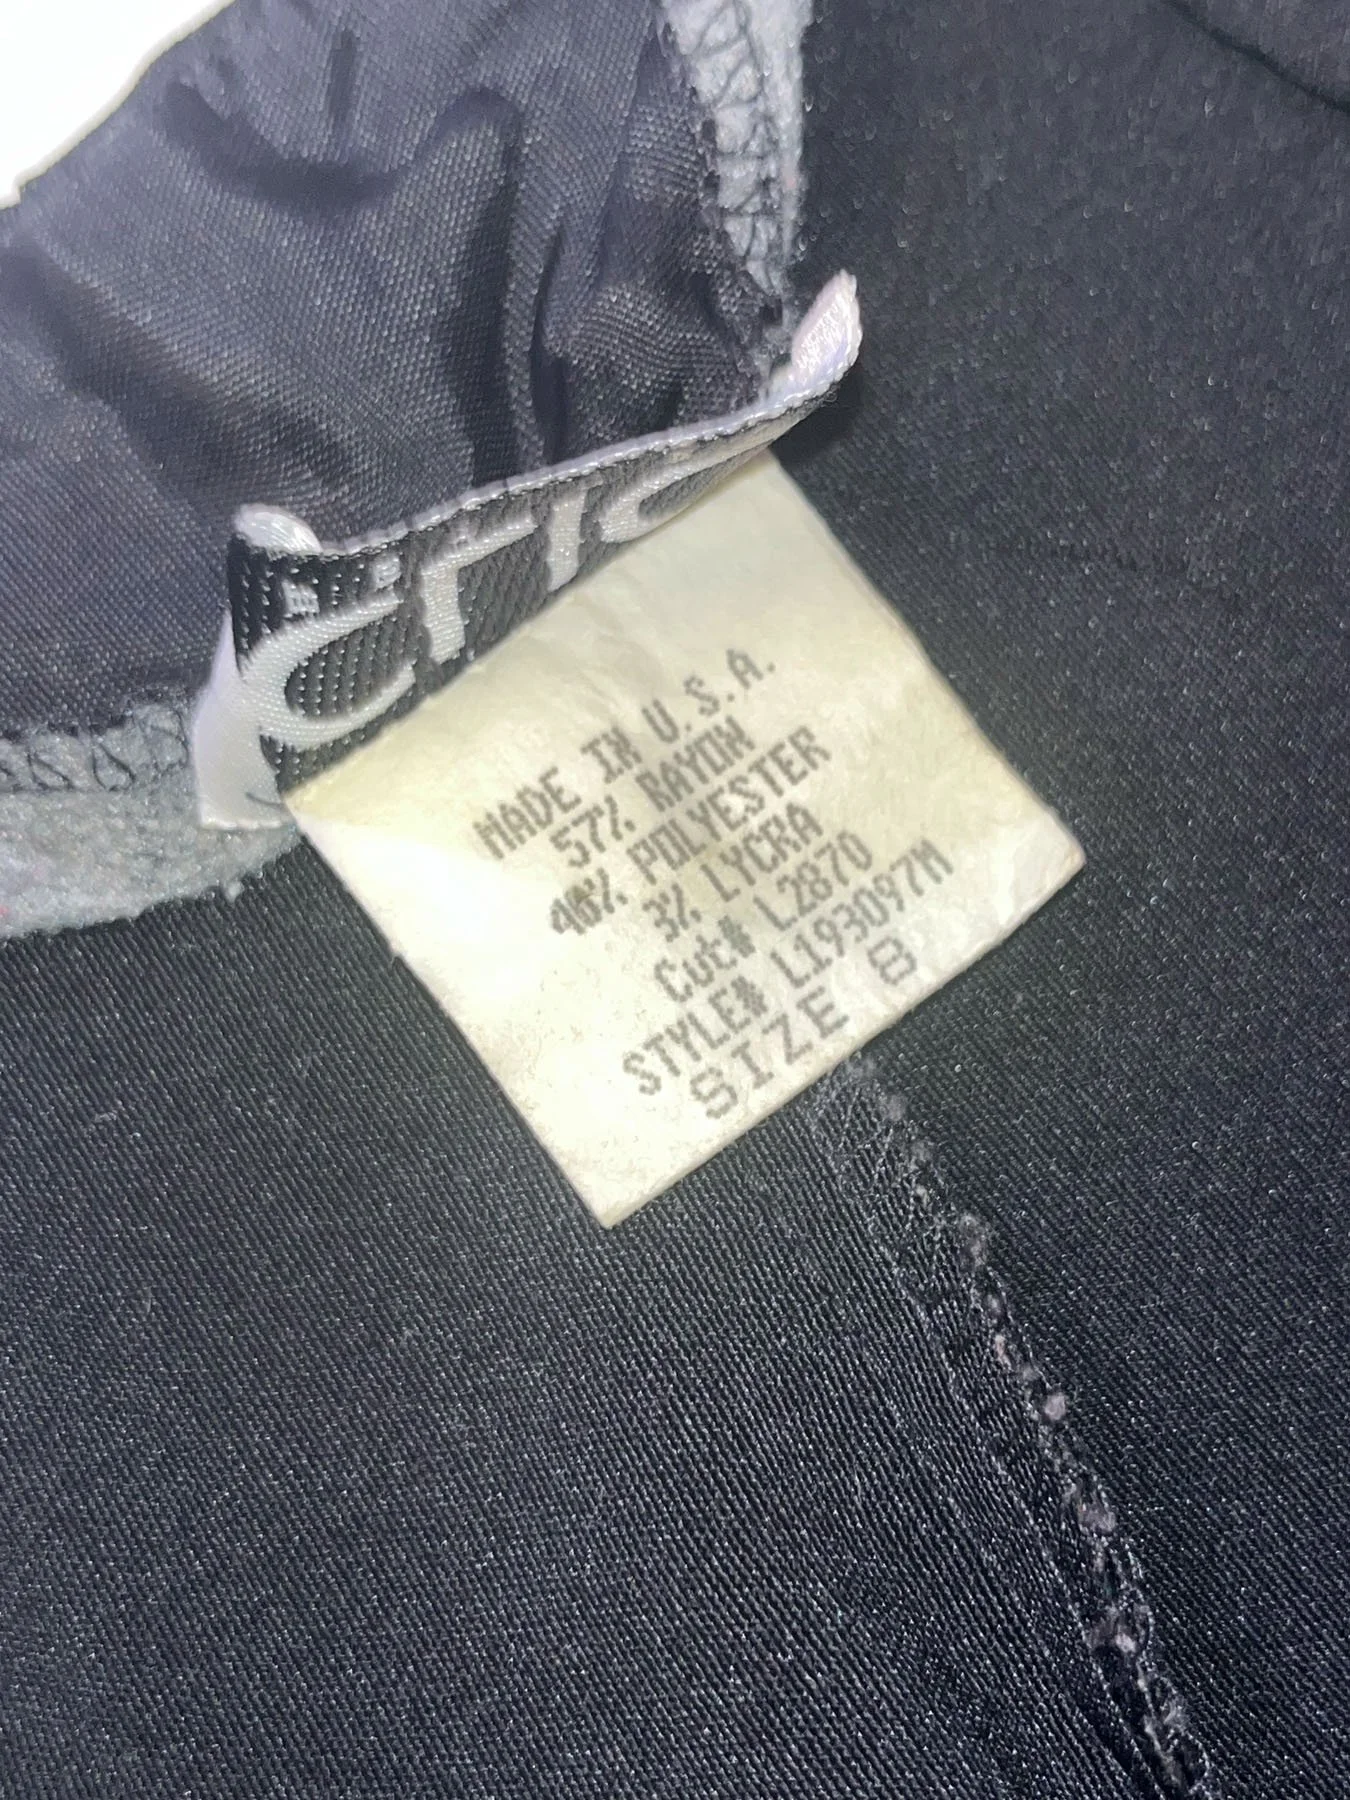 MADE IN U.S.A.
57% RAYON
40% POLYESTER
3% LYCRA
Cut# L2870
STYLE# L193097M
SIZE 8